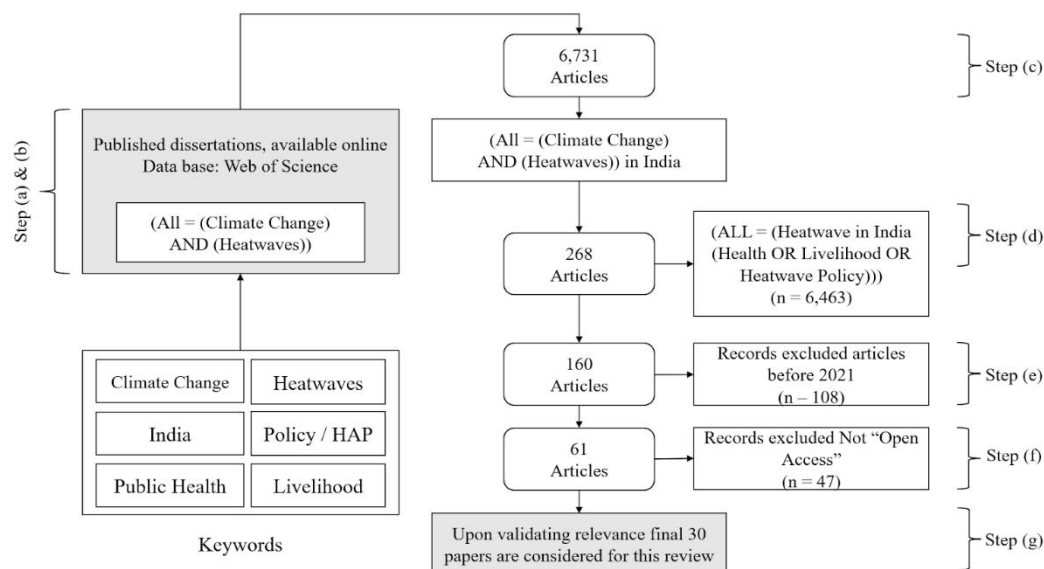 Step (a) & (b)
Published dissertations, available online
Data base: Web of Science
(All = (Climate Change)
AND (Heatwaves))
Climate Change
Heatwaves
India
Policy / HAP
Public Health
Livelihood
Keywords
6,731
Articles
Step (c)
(All = (Climate Change)
AND (Heatwaves)) in India
268
Articles
(ALL = (Heatwave in India
(Health OR Livelihood OR
Heatwave Policy)))
(n = 6,463)
Step (d)
160
Articles
Records excluded articles
before 2021
(n – 108)
Step (e)
61
Articles
Records excluded Not “Open
Access”
(n = 47)
Step (f)
Upon validating relevance final 30
papers are considered for this review
Step (g)